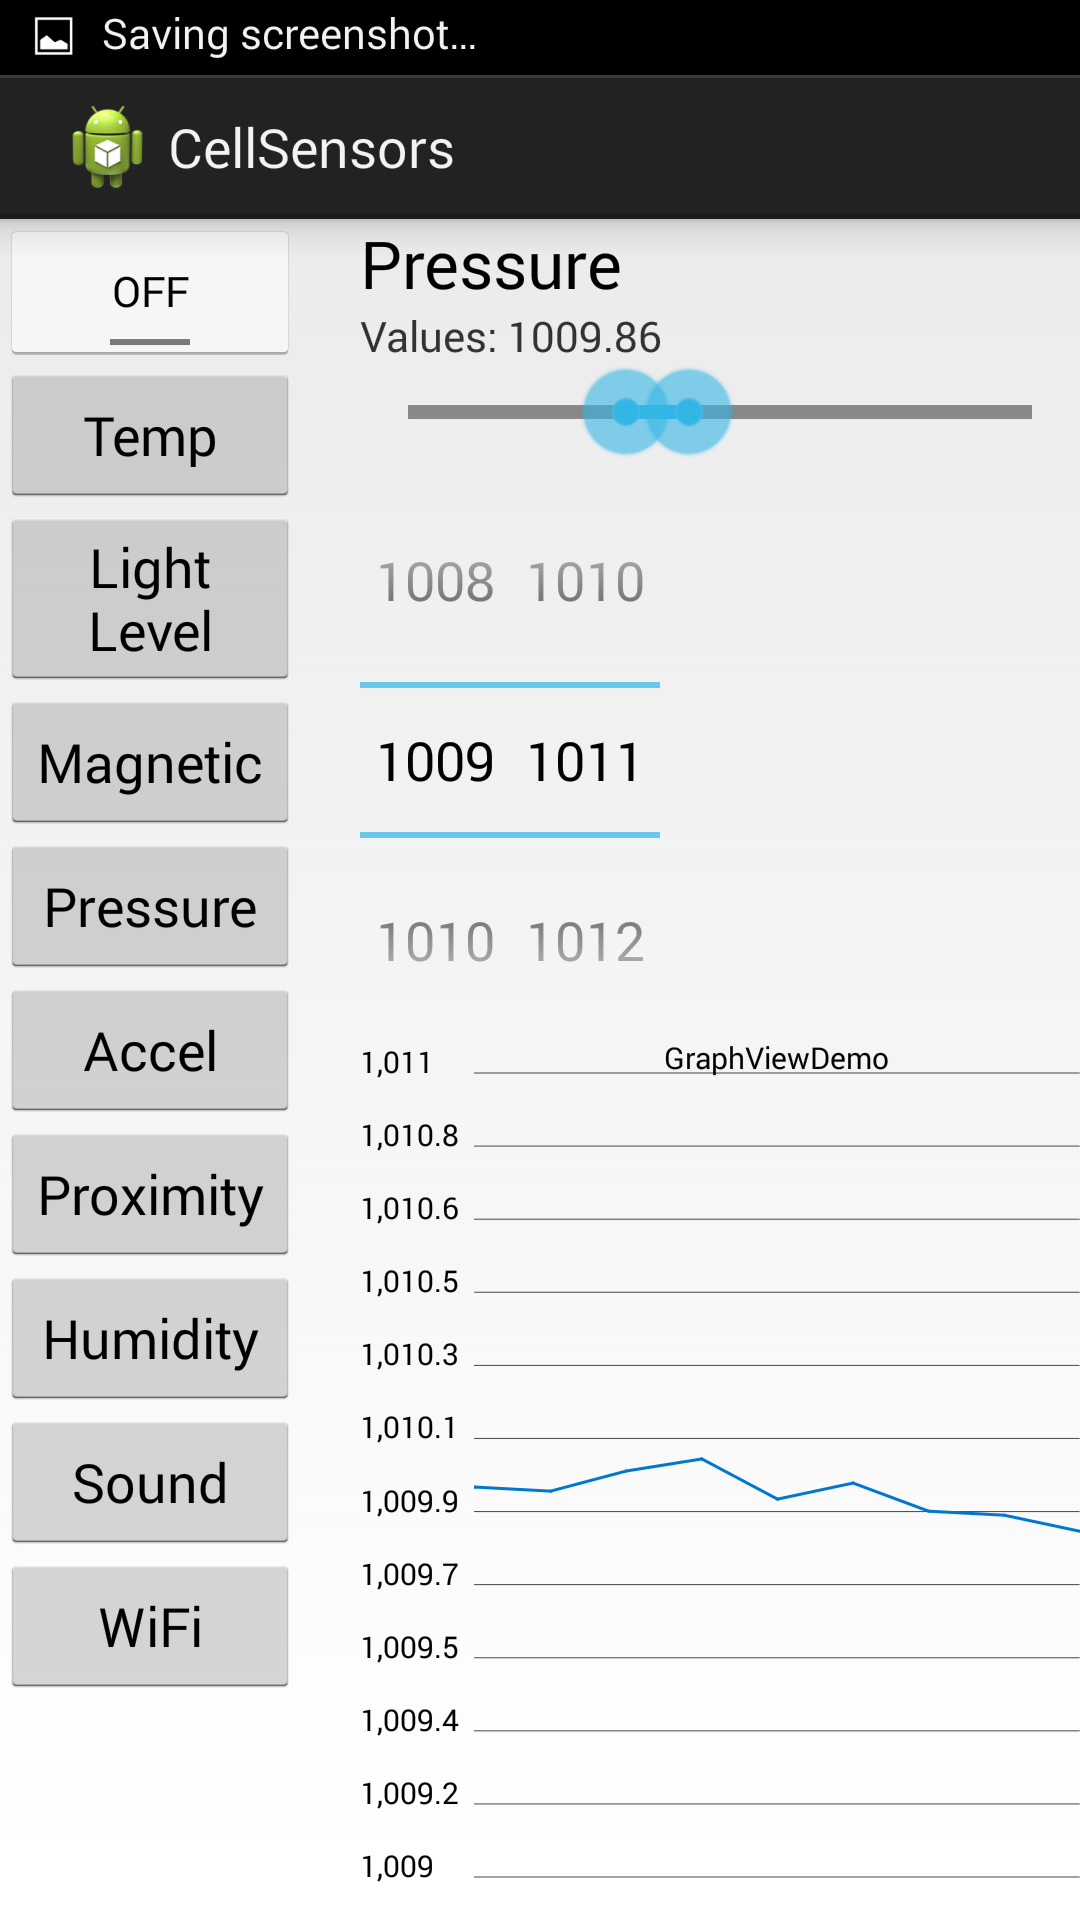 Saving screenshot...
CellSensors
OFF
Temp
Light
Level
Magnetic
Pressure
Accel
Proximity
Humidity
Sound
WiFi
Pressure
Values: 1009.86
1008 1010
1009 1011
1010 1012
GraphViewDemo
1,011
1,010.8
1,010.6
1,010.5
1,010.3
1,010.1
1,009.9
1,009.7
1,009.5
1,009.4
1,009.2
1,009